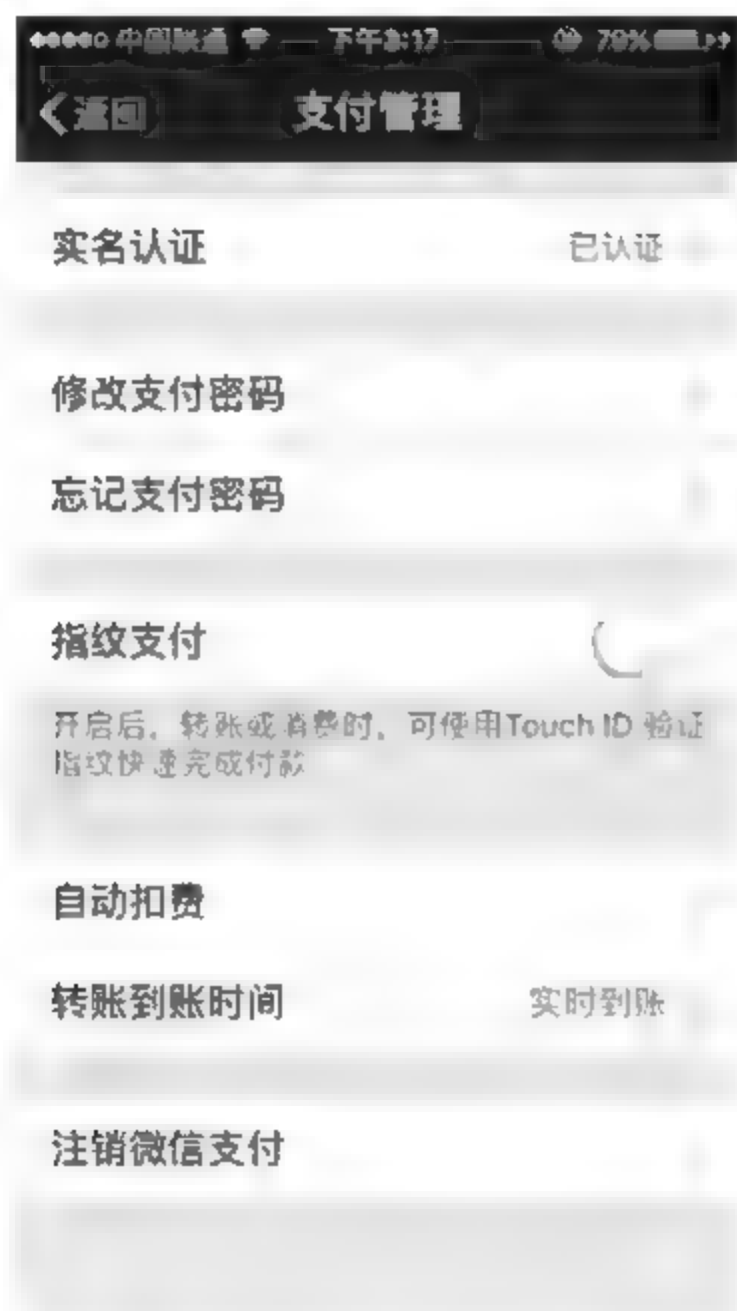 中国联通 下午3:17 79%
返回 支付管理
实名认证 已认证
修改支付密码
忘记支付密码
指纹支付
开启后，转账或消费时，可使用Touch ID 验证
指纹快速完成付款
自动扣费
转账到账时间 实时到账
注销微信支付